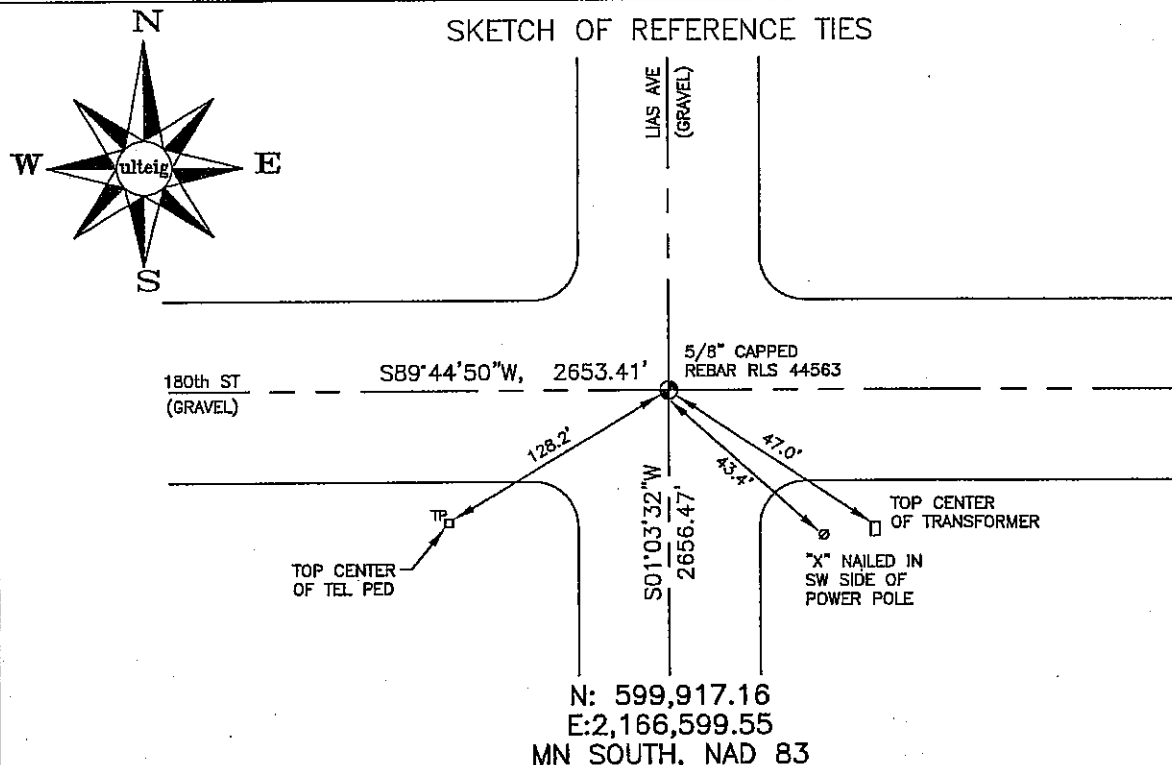 SKETCH OF REFERENCE TIES
N
W
ulteig
E
S
LIAS AVE
(GRAVEL)
180th ST
(GRAVEL)
S89°44'50"W, 2653.41'
5/8" CAPPED
REBAR RLS 44563
128.2'
47.0'
43.4'
S01°03'32"W
2656.47'
TP
TOP CENTER
OF TEL PED
TOP CENTER
OF TRANSFORMER
"X" NAILED IN
SW SIDE OF
POWER POLE
N: 599,917.16
E:2,166,599.55
MN SOUTH, NAD 83